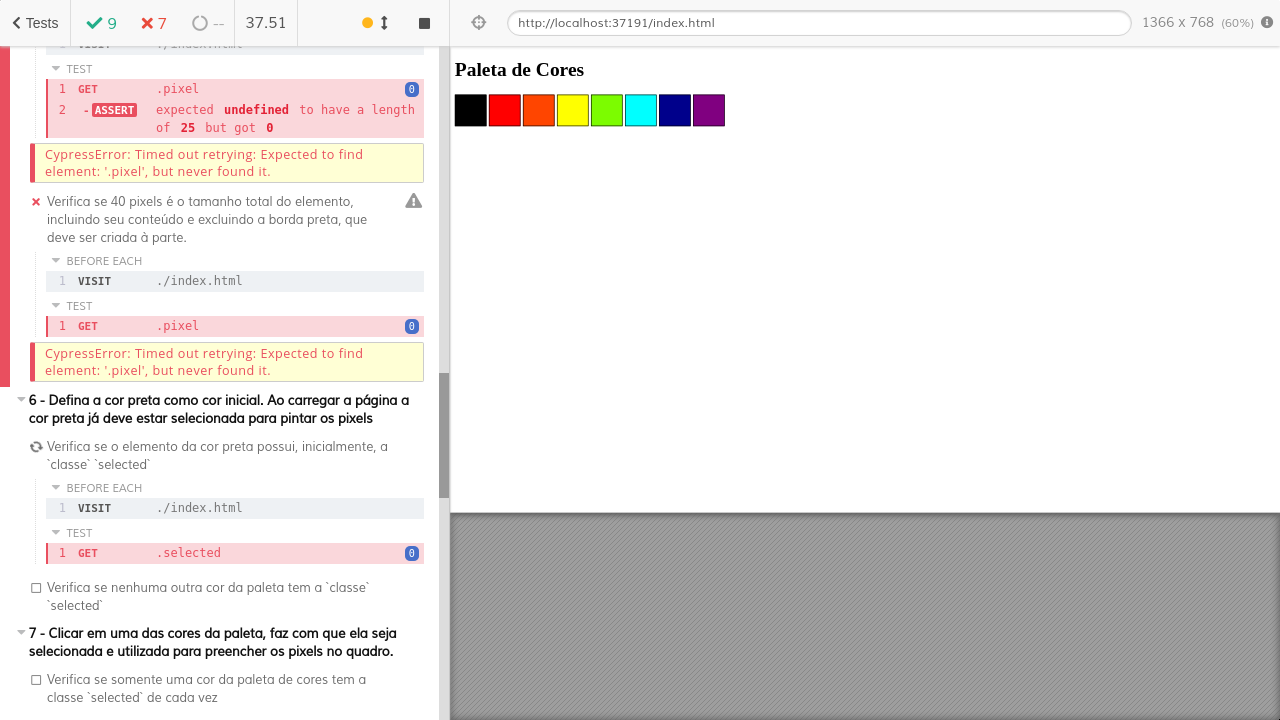 Tests 9 7 -- 37.51
http://localhost:37191/index.html 1366 x 768 (60%)
1 VISIT ./index.html
TEST
1 GET .pixel 0
2 -ASSERT expected undefined to have a length
of 25 but got 0
CypressError: Timed out retrying: Expected to find
element: '.pixel', but never found it.
Verifica se 40 pixels é o tamanho total do elemento,
incluindo seu conteúdo e excluindo a borda preta, que
deve ser criada à parte.
BEFORE EACH
1 VISIT ./index.html
TEST
1 GET .pixel 0
CypressError: Timed out retrying: Expected to find
element: '.pixel', but never found it.
6 - Defina a cor preta como cor inicial. Ao carregar a página a
cor preta já deve estar selecionada para pintar os pixels
Verifica se o elemento da cor preta possui, inicialmente, a
`classe` `selected`
BEFORE EACH
1 VISIT ./index.html
TEST
1 GET .selected 0
Verifica se nenhuma outra cor da paleta tem a `classe`
`selected`
7 - Clicar em uma das cores da paleta, faz com que ela seja
selecionada e utilizada para preencher os pixels no quadro.
Verifica se somente uma cor da paleta de cores tem a
classe `selected` de cada vez
Paleta de Cores